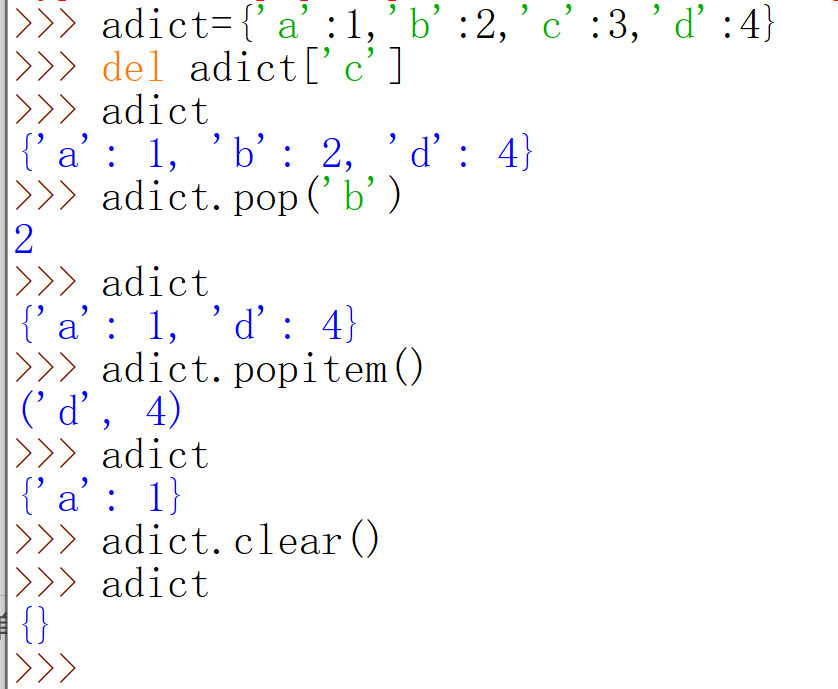 >>> adict={'a':1,'b':2,'c':3,'d':4}
>>> del adict['c']
>>> adict
{'a': 1, 'b': 2, 'd': 4}
>>> adict.pop('b')
2
>>> adict
{'a': 1, 'd': 4}
>>> adict.popitem()
('d', 4)
>>> adict
{'a': 1}
>>> adict.clear()
>>> adict
{}
>>>